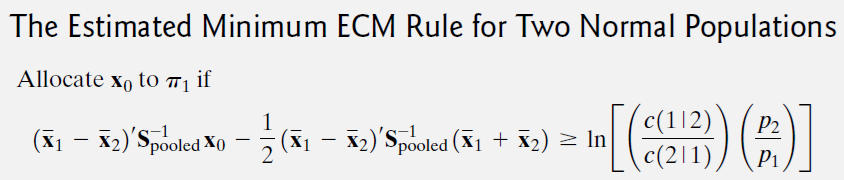 The Estimated Minimum ECM Rule for Two Normal Populations
Allocate x₀ to π₁ if
(x̄₁ − x̄₂)′S⁻¹pooled x₀ − 1/2 (x̄₁ − x̄₂)′S⁻¹pooled (x̄₁ + x̄₂) ≥ ln[(c(1|2)/c(2|1)) (p₂/p₁)]